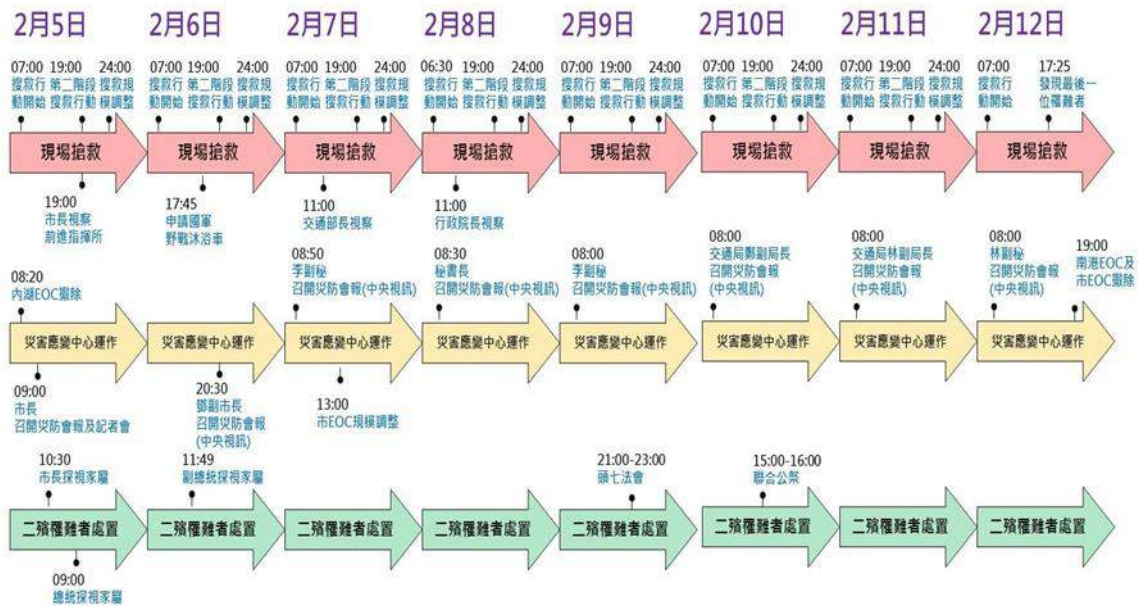 2月5日
2月6日
2月7日
2月8日
2月9日
2月10日
2月11日
2月12日
07:00 19:00 24:00
搜救行 第二階段 搜救規
動開始 搜救行動 模調整
07:00 19:00 24:00
搜救行 第二階段 搜救規
動開始 搜救行動 模調整
07:00 19:00 24:00
搜救行 第二階段 搜救規
動開始 搜救行動 模調整
06:30 19:00 24:00
搜救行 第二階段 搜救規
動開始 搜救行動 模調整
07:00 19:00 24:00
搜救行 第二階段 搜救規
動開始 搜救行動 模調整
07:00 19:00 24:00
搜救行 第二階段 搜救規
動開始 搜救行動 模調整
07:00 19:00 24:00
搜救行 第二階段 搜救規
動開始 搜救行動 模調整
07:00
搜救行
動開始
17:25
發現最後一
位罹難者
現場搶救
現場搶救
現場搶救
現場搶救
現場搶救
現場搶救
現場搶救
現場搶救
19:00
市長視察
前進指揮所
17:45
申請國軍
野戰沐浴車
11:00
交通部長視察
11:00
行政院長視察
08:20
內湖EOC撤除
08:50
李副秘
召開災防會報(中央視訊)
08:30
秘書長
召開災防會報(中央視訊)
08:00
李副秘
召開災防會報(中央視訊)
08:00
交通局鄭副局長
召開災防會報
(中央視訊)
08:00
交通局林副局長
召開災防會報
(中央視訊)
08:00
林副秘
召開災防會報
(中央視訊)
19:00
南港EOC及
市EOC撤除
災害應變中心運作
災害應變中心運作
災害應變中心運作
災害應變中心運作
災害應變中心運作
災害應變中心運作
災害應變中心運作
災害應變中心運作
09:00
市長
召開災防會報及記者會
20:30
鄧副市長
召開災防會報
(中央視訊)
13:00
市EOC規模調整
10:30
市長探視家屬
11:49
副總統探視家屬
21:00-23:00
頭七法會
15:00-16:00
聯合公祭
二殯罹難者處置
二殯罹難者處置
二殯罹難者處置
二殯罹難者處置
二殯罹難者處置
二殯罹難者處置
二殯罹難者處置
二殯罹難者處置
09:00
總統探視家屬